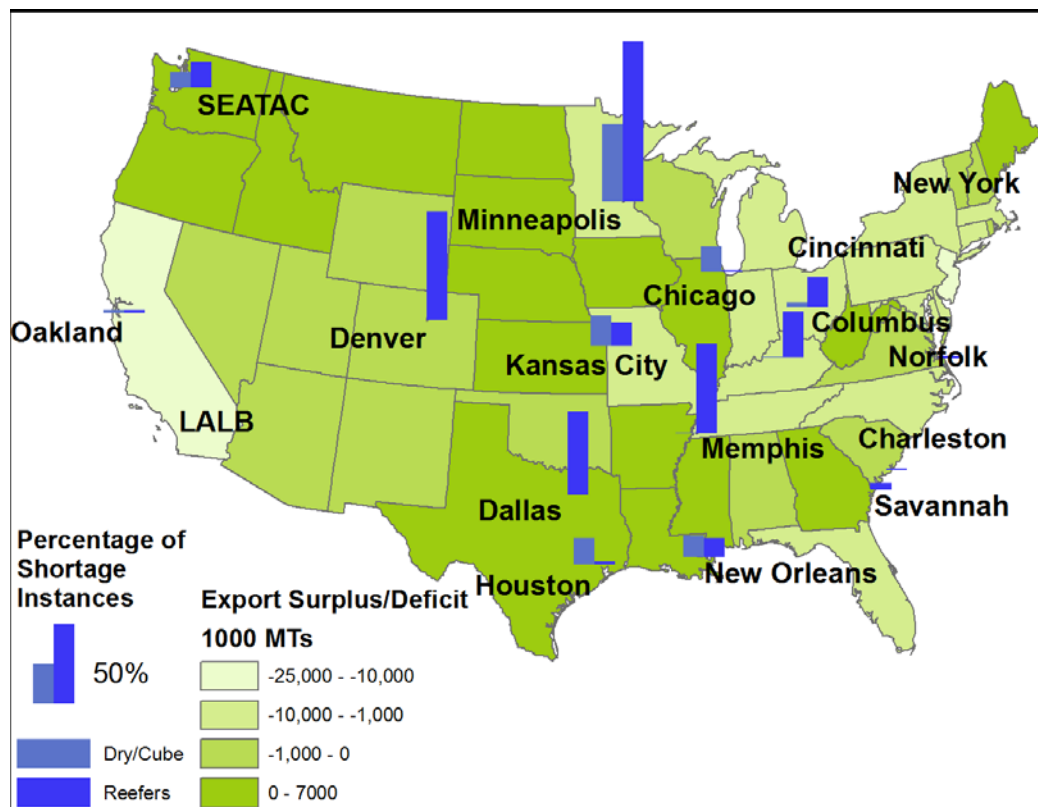 SEATAC
New York
Minneapolis
Cincinnati
Chicago
Oakland
Denver
Columbus
Kansas City
Norfolk
LALB
Memphis
Charleston
Savannah
Dallas
New Orleans
Houston
Percentage of
Shortage
Instances
50%
Dry/Cube
Reefers
Export Surplus/Deficit
1000 MTs
-25,000 - -10,000
-10,000 - -1,000
-1,000 - 0
0 - 7000